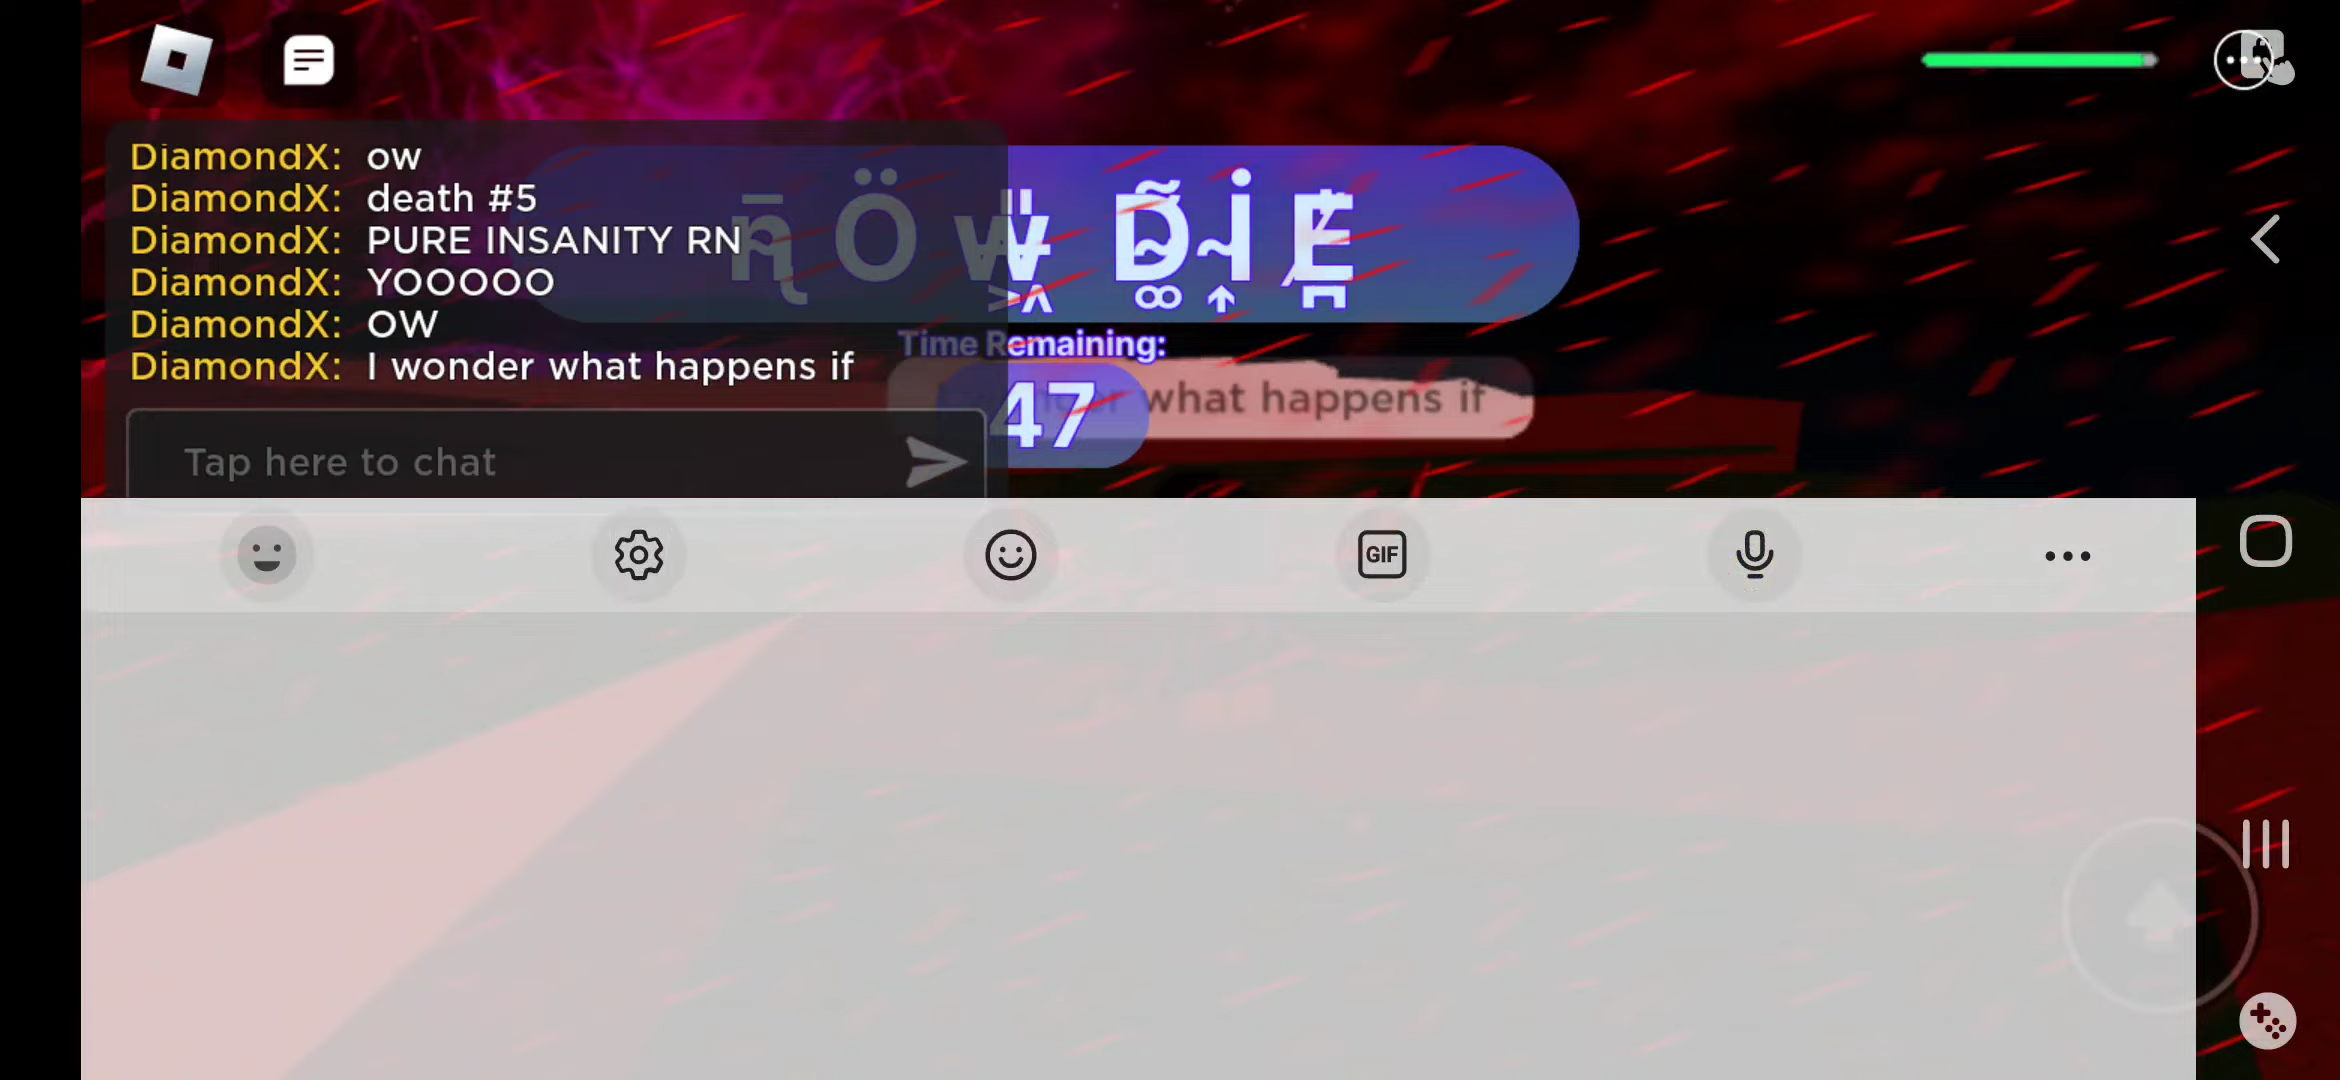 DiamondX: ow
DiamondX: death #5
DiamondX: PURE INSANITY RN
DiamondX: YOOOOO
DiamondX: OW
DiamondX: I wonder what happens if
Tap here to chat
Time Remaining:
47
what happens if
GIF